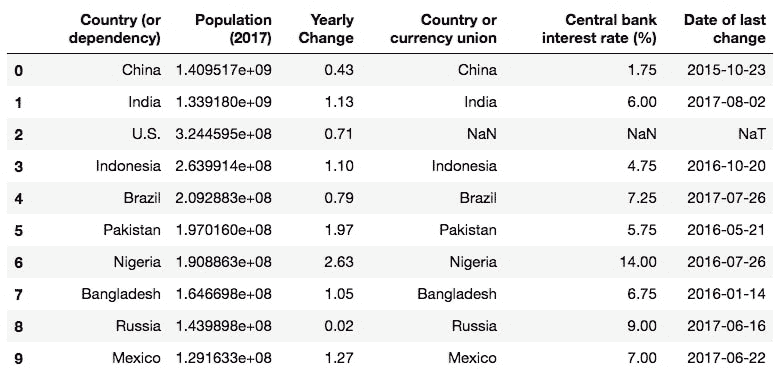 Country (or dependency) Population (2017) Yearly Change Country or currency union Central bank interest rate (%) Date of last change
0 China 1.409517e+09 0.43 China 1.75 2015-10-23
1 India 1.339180e+09 1.13 India 6.00 2017-08-02
2 U.S. 3.244595e+08 0.71 NaN NaN NaT
3 Indonesia 2.639914e+08 1.10 Indonesia 4.75 2016-10-20
4 Brazil 2.092883e+08 0.79 Brazil 7.25 2017-07-26
5 Pakistan 1.970160e+08 1.97 Pakistan 5.75 2016-05-21
6 Nigeria 1.908863e+08 2.63 Nigeria 14.00 2016-07-26
7 Bangladesh 1.646698e+08 1.05 Bangladesh 6.75 2016-01-14
8 Russia 1.439898e+08 0.02 Russia 9.00 2017-06-16
9 Mexico 1.291633e+08 1.27 Mexico 7.00 2017-06-22